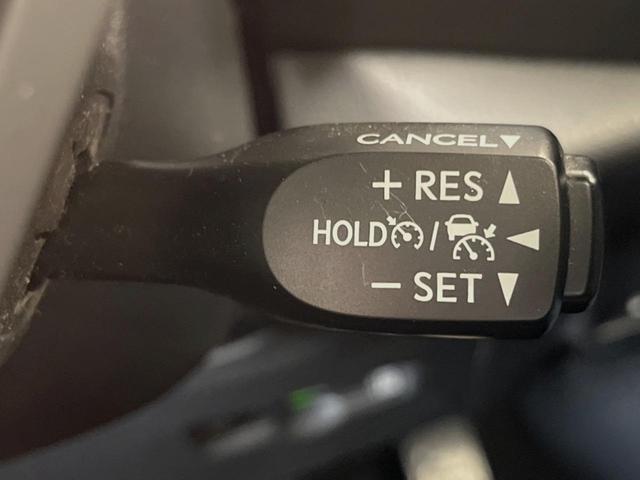 CANCEL▼
+ RES ▲
HOLD / ◀
− SET ▼